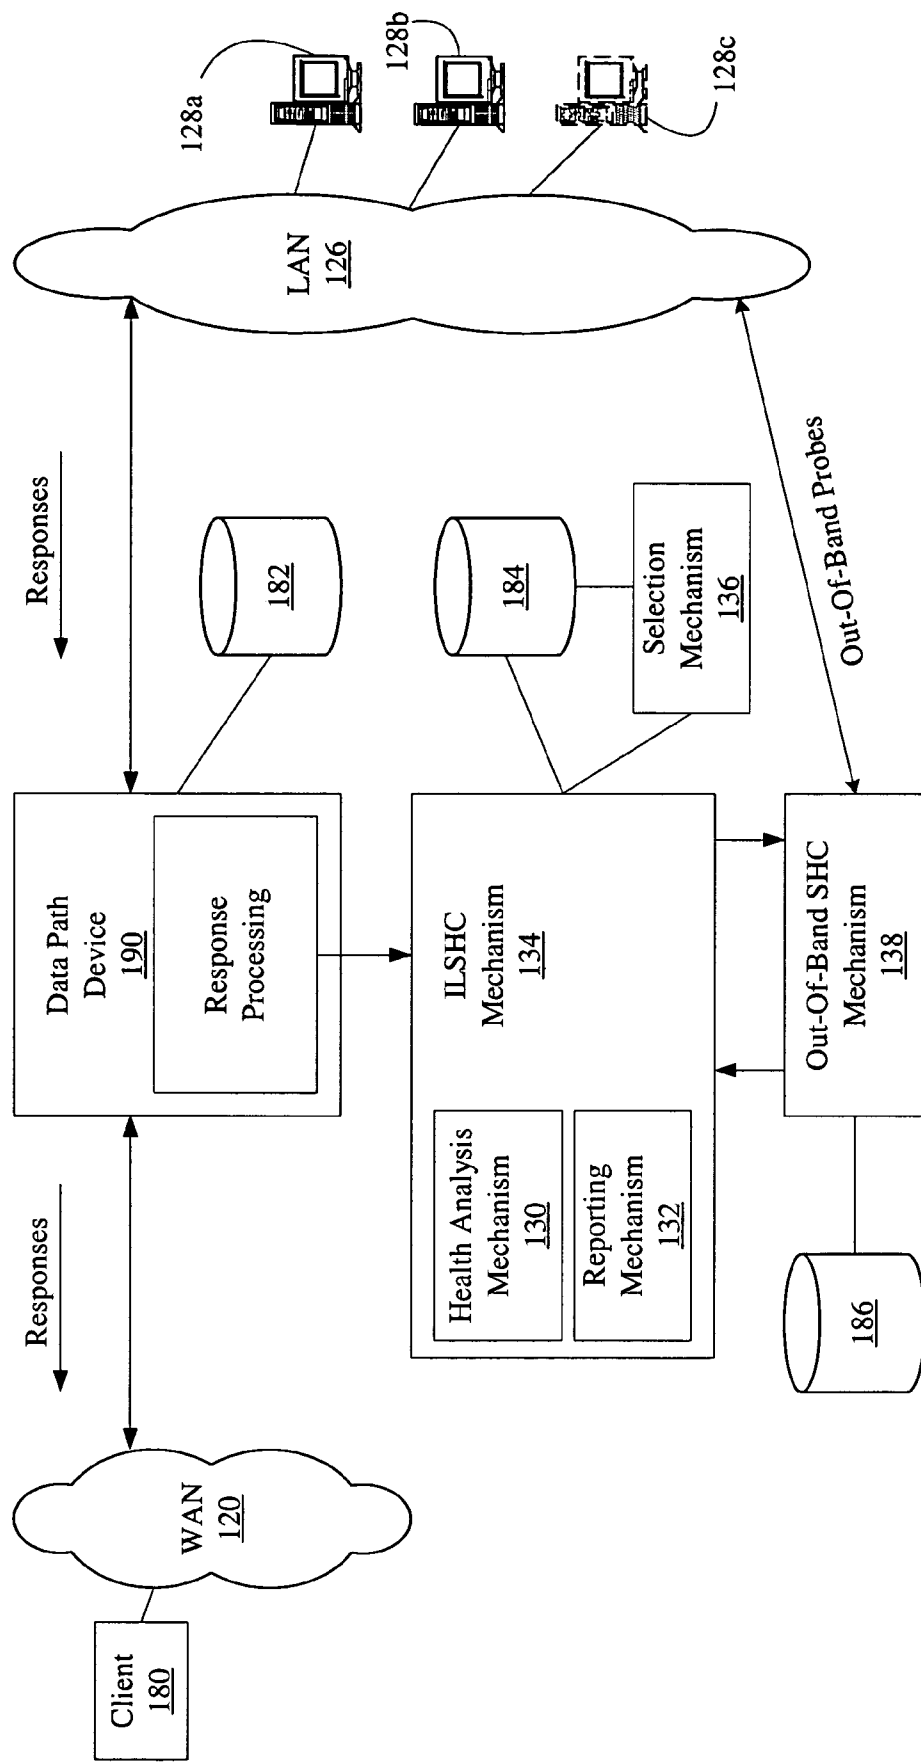 Client
180
WAN
120
Responses
Responses
Data Path
Device
190
Response
Processing
182
LAN
126
128a
128b
128c
ILSHC
Mechanism
134
Health Analysis
Mechanism
130
Reporting
Mechanism
132
184
Selection
Mechanism
136
Out-Of-Band SHC
Mechanism
138
186
Out-Of-Band Probes